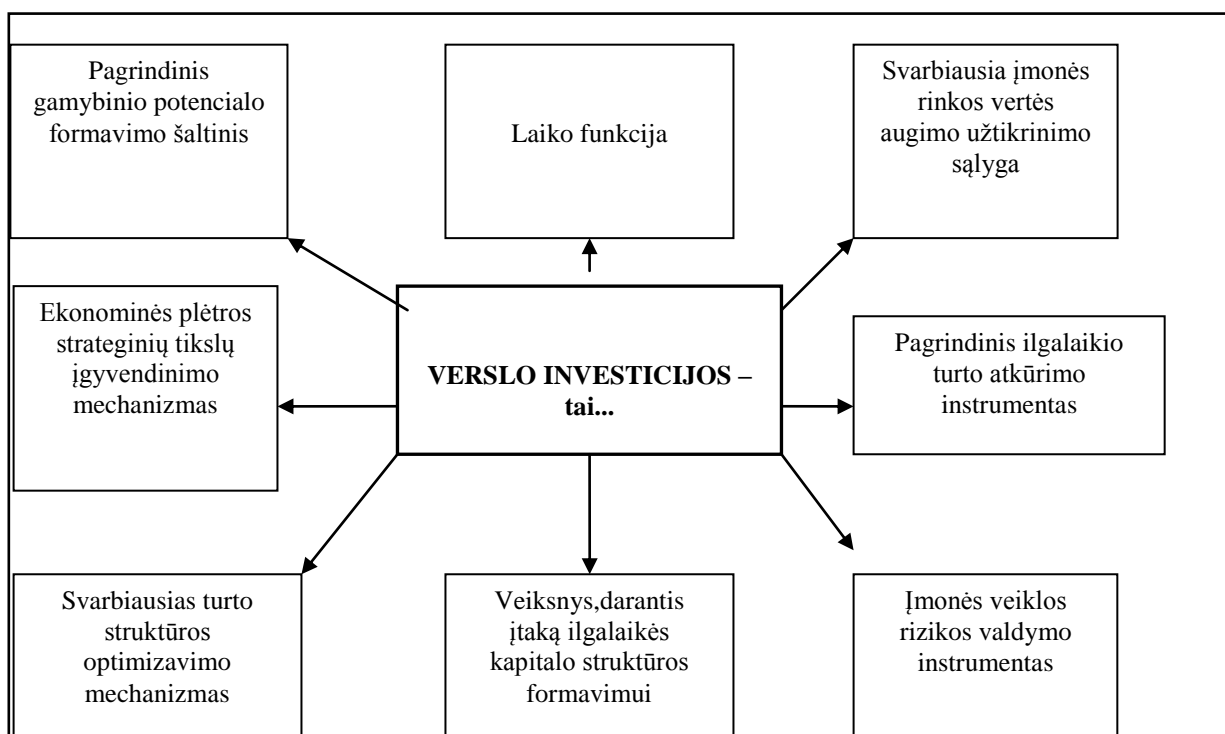 Pagrindinis
gamybinio potencialo
formavimo šaltinis
Laiko funkcija
Svarbiausia įmonės
rinkos vertės
augimo užtikrinimo
sąlyga
Ekonominės plėtros
strateginių tikslų
įgyvendinimo
mechanizmas
VERSLO INVESTICIJOS –
tai...
Pagrindinis ilgalaikio
turto atkūrimo
instrumentas
Svarbiausias turto
struktūros
optimizavimo
mechanizmas
Veiksnys,darantis
įtaką ilgalaikės
kapitalo struktūros
formavimui
Įmonės veiklos
rizikos valdymo
instrumentas